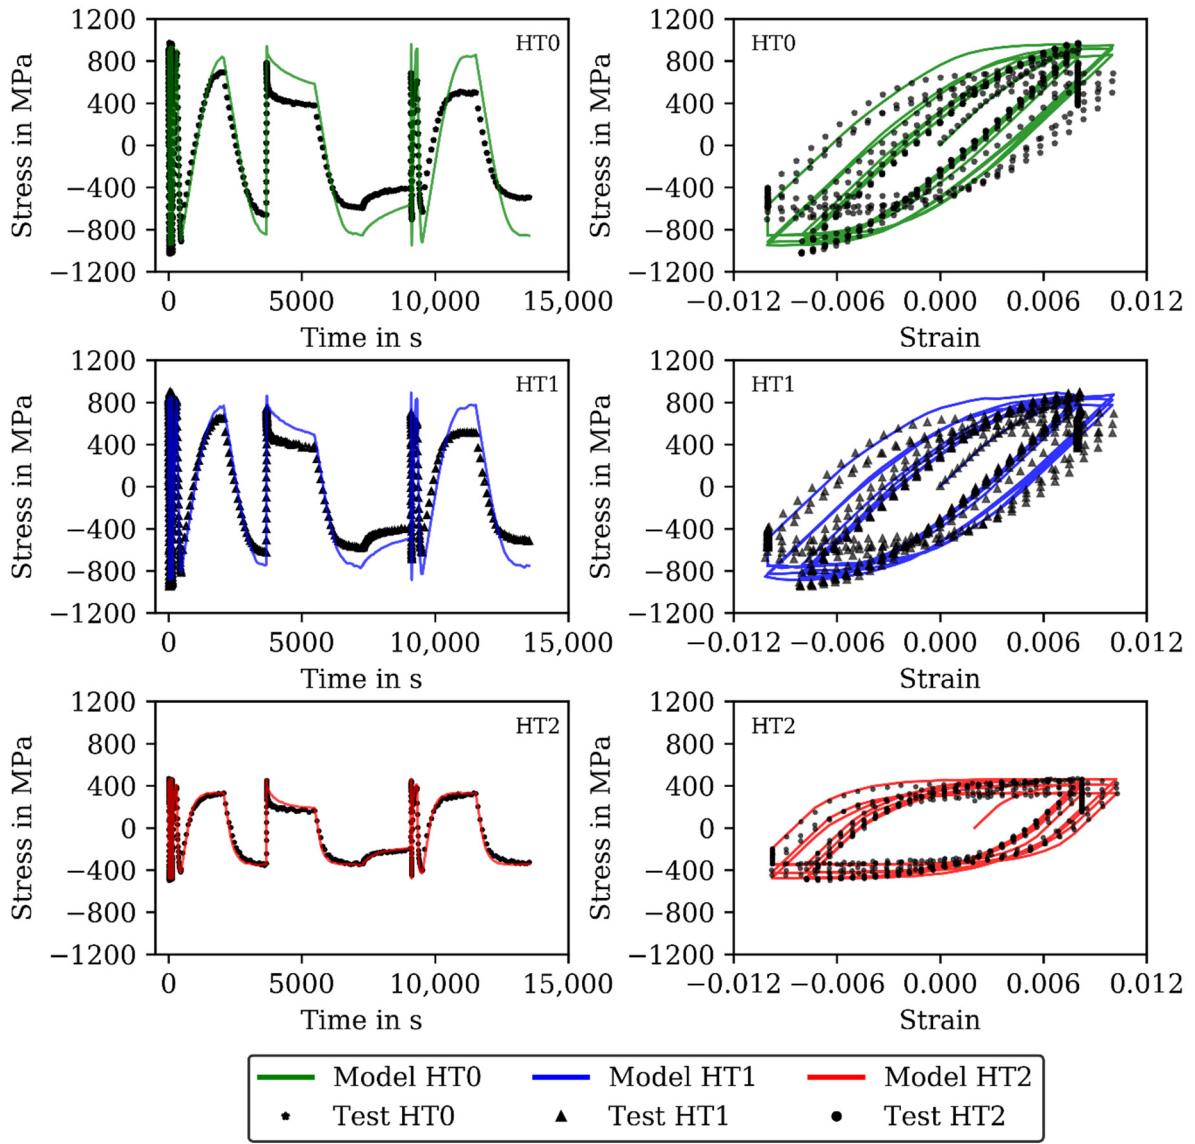 1200
800
400
0
−400
−800
−1200
Stress in MPa
HT0
0
5000
10,000
15,000
Time in s
1200
800
400
0
−400
−800
−1200
Stress in MPa
HT0
−0.012
−0.006
0.000
0.006
0.012
Strain
1200
800
400
0
−400
−800
−1200
Stress in MPa
HT1
0
5000
10,000
15,000
Time in s
1200
800
400
0
−400
−800
−1200
Stress in MPa
HT1
−0.012
−0.006
0.000
0.006
0.012
Strain
1200
800
400
0
−400
−800
−1200
Stress in MPa
HT2
0
5000
10,000
15,000
Time in s
1200
800
400
0
−400
−800
−1200
Stress in MPa
HT2
−0.012
−0.006
0.000
0.006
0.012
Strain
Model HT0
Model HT1
Model HT2
Test HT0
Test HT1
Test HT2